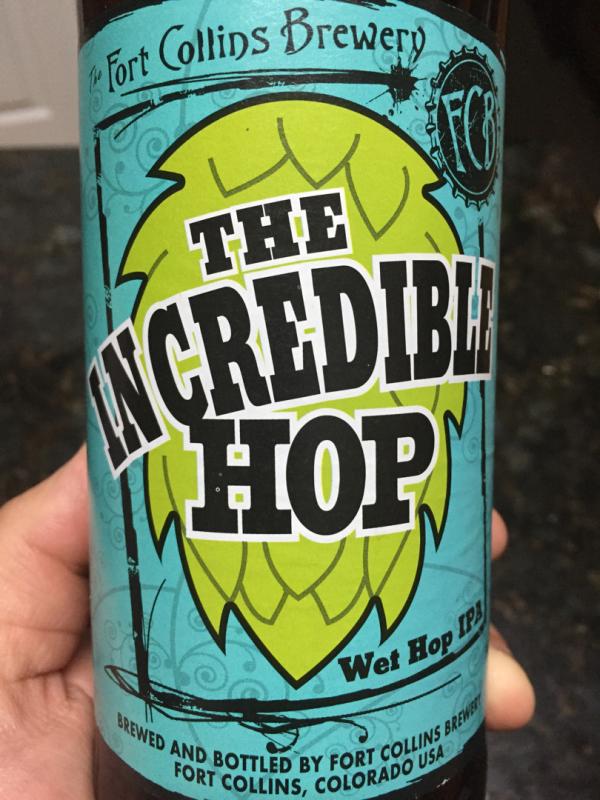 The Fort Collins Brewery
FCB
THE
INCREDIBLE
HOP
Wet Hop IPA
BREWED AND BOTTLED BY FORT COLLINS BREWERY
FORT COLLINS, COLORADO USA